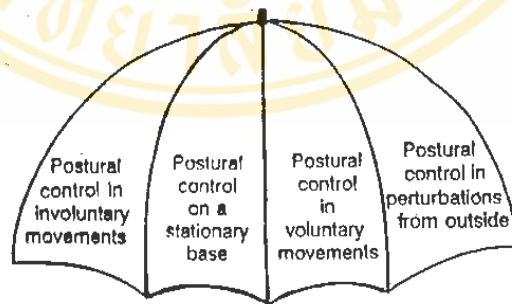 Postural
control in
involuntary
movements
Postural
control
on a
stationary
base
Postural
control
in
voluntary
movements
Postural
control in
perturbations
from outside